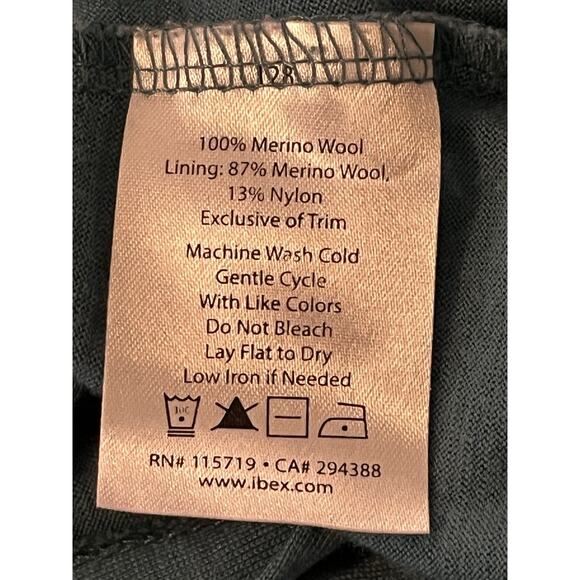 128
100% Merino Wool
Lining: 87% Merino Wool,
13% Nylon
Exclusive of Trim
Machine Wash Cold
Gentle Cycle
With Like Colors
Do Not Bleach
Lay Flat to Dry
Low Iron if Needed
RN# 115719 • CA# 294388
www.ibex.com